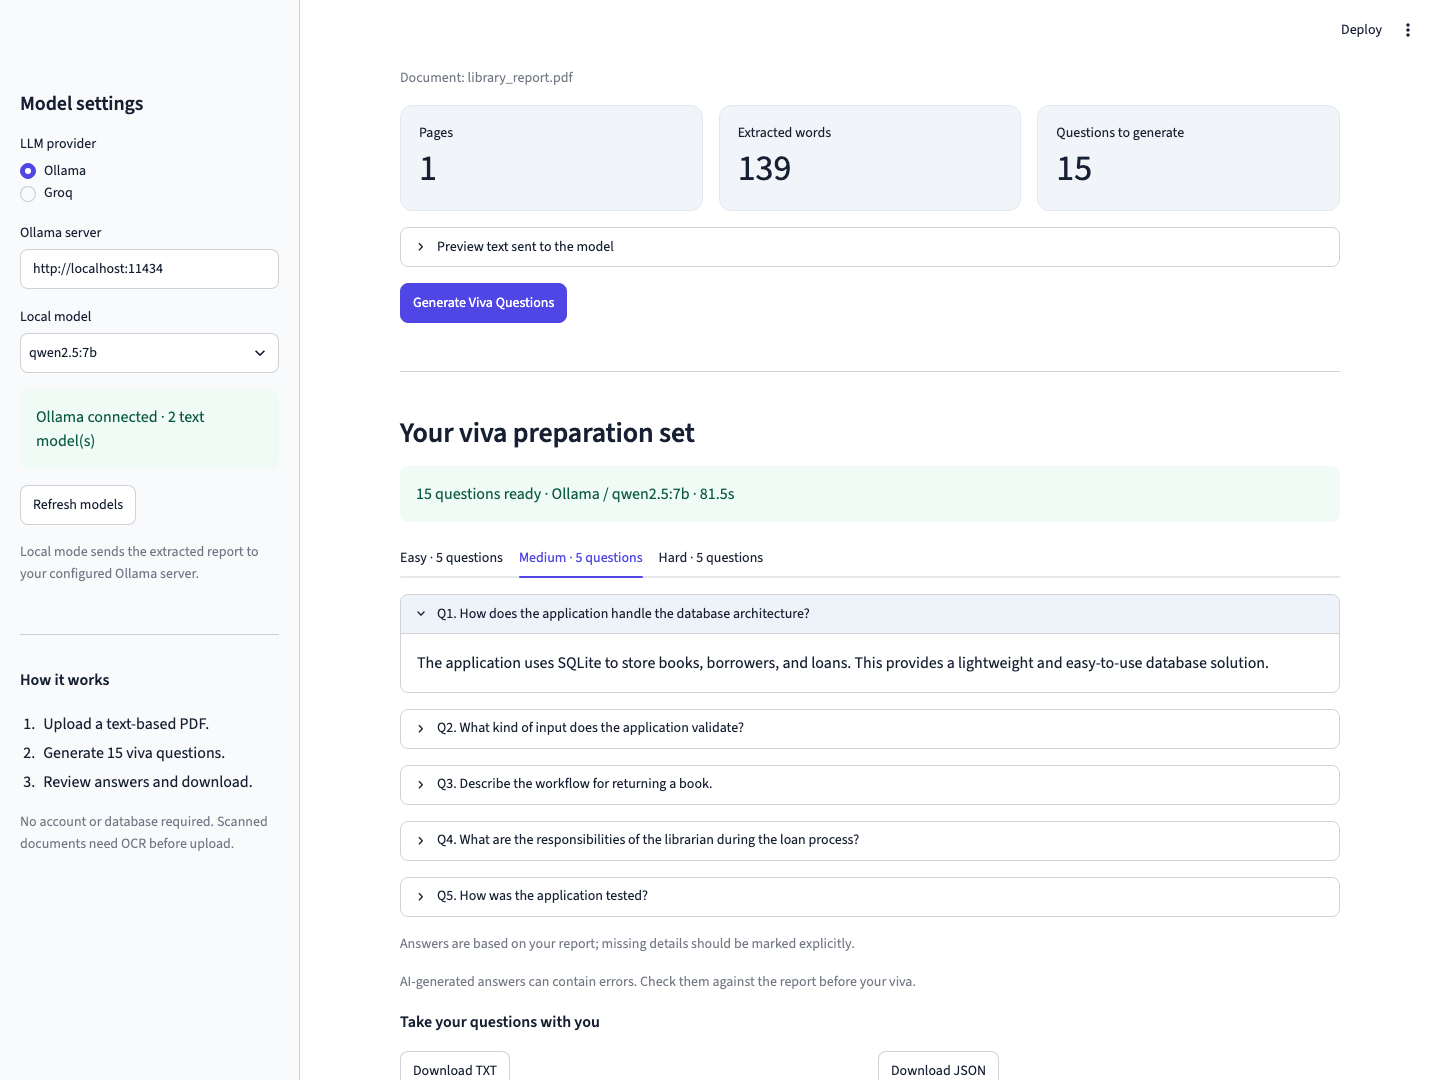 Deploy
Model settings
LLM provider
Ollama
Groq
Ollama server
http://localhost:11434
Local model
qwen2.5:7b
Ollama connected · 2 text
model(s)
Refresh models
Local mode sends the extracted report to
your configured Ollama server.
How it works
1. Upload a text-based PDF.
2. Generate 15 viva questions.
3. Review answers and download.
No account or database required. Scanned
documents need OCR before upload.
Document: library_report.pdf
Pages
1
Extracted words
139
Questions to generate
15
Preview text sent to the model
Generate Viva Questions
Your viva preparation set
15 questions ready · Ollama / qwen2.5:7b · 81.5s
Easy · 5 questions Medium · 5 questions Hard · 5 questions
Q1. How does the application handle the database architecture?
The application uses SQLite to store books, borrowers, and loans. This provides a lightweight and easy-to-use database solution.
Q2. What kind of input does the application validate?
Q3. Describe the workflow for returning a book.
Q4. What are the responsibilities of the librarian during the loan process?
Q5. How was the application tested?
Answers are based on your report; missing details should be marked explicitly.
AI-generated answers can contain errors. Check them against the report before your viva.
Take your questions with you
Download TXT Download JSON